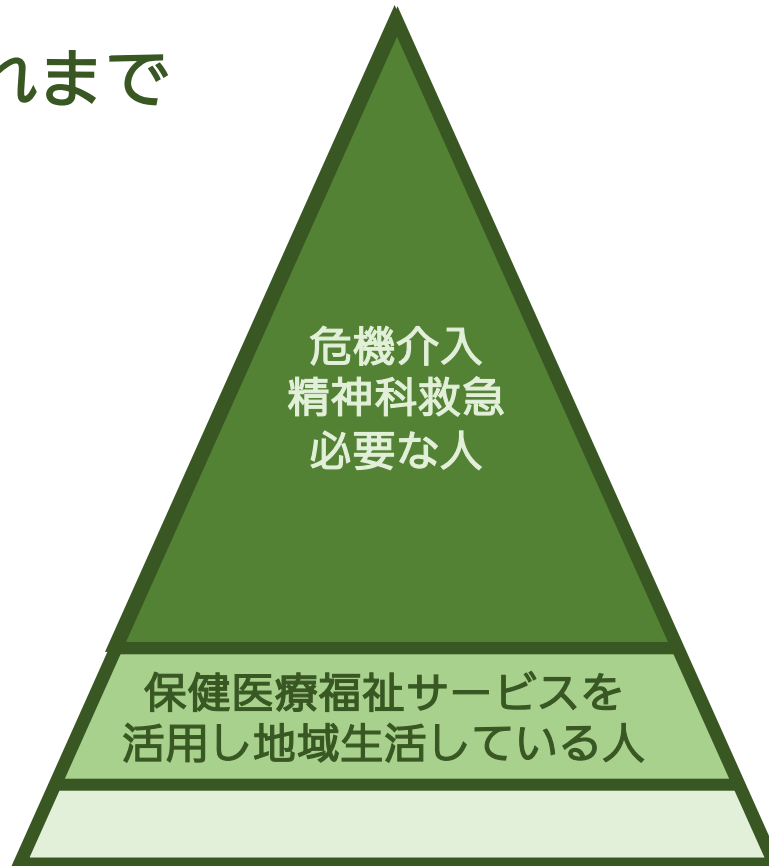 れまで
危機介入
精神科救急
必要な人
保健医療福祉サービスを
活用し地域生活している人